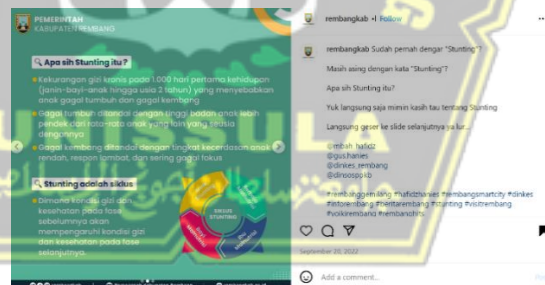 PEMERINTAH
KABUPATEN REMBANG
Apa sih Stunting itu ?
Kekurangan gizi kronis pada 1.000 hari pertama kehidupan
(janin-bayi-anak hingga usia 2 tahun) yang menyebabkan
anak gagal tumbuh dan gagal kembang
Gagal tumbuh ditandai dengan tinggi badan anak lebih
pendek dari rata-rata anak yang lain yang seusia
dengannya
Gagal kembang ditandai dengan tingkat kecerdasan anak
rendah, respon lambat, dan sering gagal fokus
Stunting adalah siklus
Dimana kondisi gizi dan
kesehatan pada fase
sebelumnya akan
mempengaruhi kondisi gizi
dan kesehatan pada fase
selanjutnya.
SIKLUS
STUNTING
rembangkab • Follow
rembangkab Sudah pernah dengar "Stunting"?
Masih asing dengan kata "Stunting"?
Apa sih Stunting itu?
Yuk langsung saja mimin kasih tau tentang Stunting
Langsung geser ke slide selanjutnya ya lur...
@mbah_hafidz
@gus.hanies
@dinkes_rembang
@dinsosppkb
#rembanggemilang #hafidzhanies #rembangsmartcity #dinkes
#inforembang #beritarembang #stunting #visitrembang
#wolkirembang #rembanghits
September 20, 2022
Add a comment...